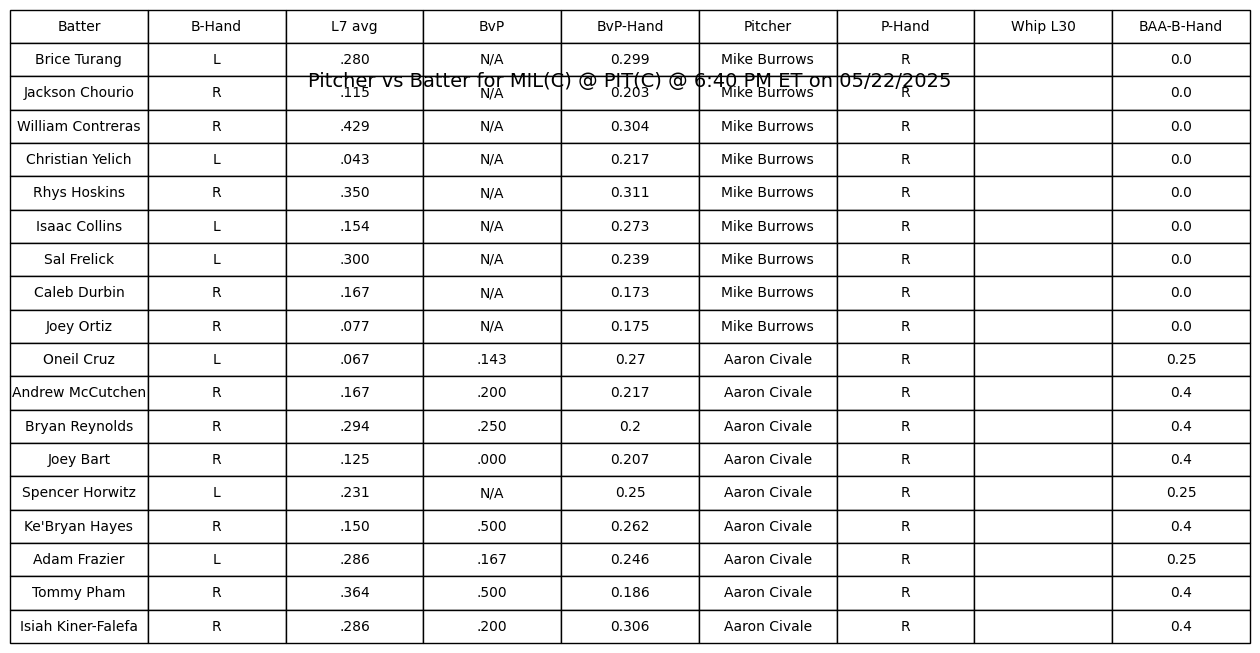 Batter B-Hand L7 avg BvP BvP-Hand Pitcher P-Hand Whip L30 BAA-B-Hand
Brice Turang L .280 N/A 0.299 Mike Burrows R 0.0
Pitcher vs Batter for MIL(C) @ PIT(C) @ 6:40 PM ET on 05/22/2025
Jackson Chourio R .115 N/A 0.203 Mike Burrows R 0.0
William Contreras R .429 N/A 0.304 Mike Burrows R 0.0
Christian Yelich L .043 N/A 0.217 Mike Burrows R 0.0
Rhys Hoskins R .350 N/A 0.311 Mike Burrows R 0.0
Isaac Collins L .154 N/A 0.273 Mike Burrows R 0.0
Sal Frelick L .300 N/A 0.239 Mike Burrows R 0.0
Caleb Durbin R .167 N/A 0.173 Mike Burrows R 0.0
Joey Ortiz R .077 N/A 0.175 Mike Burrows R 0.0
Oneil Cruz L .067 .143 0.27 Aaron Civale R 0.25
Andrew McCutchen R .167 .200 0.217 Aaron Civale R 0.4
Bryan Reynolds R .294 .250 0.2 Aaron Civale R 0.4
Joey Bart R .125 .000 0.207 Aaron Civale R 0.4
Spencer Horwitz L .231 N/A 0.25 Aaron Civale R 0.25
Ke'Bryan Hayes R .150 .500 0.262 Aaron Civale R 0.4
Adam Frazier L .286 .167 0.246 Aaron Civale R 0.25
Tommy Pham R .364 .500 0.186 Aaron Civale R 0.4
Isiah Kiner-Falefa R .286 .200 0.306 Aaron Civale R 0.4